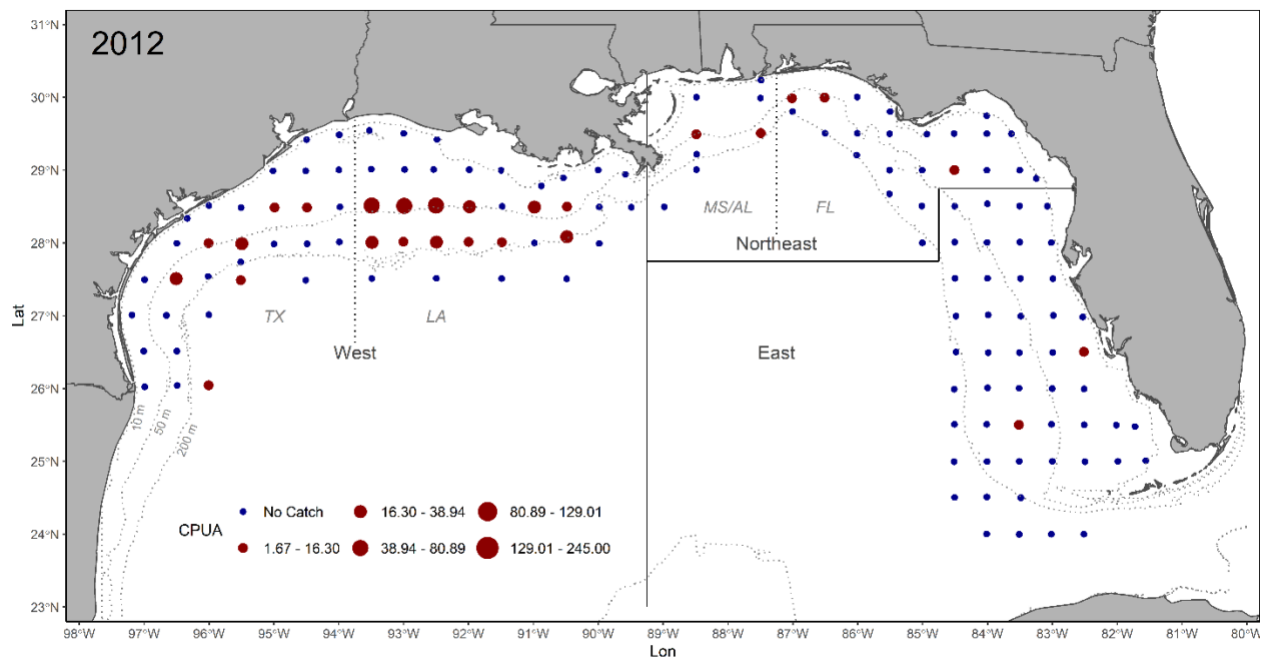 2012
31°N
30°N
29°N
28°N
27°N
26°N
25°N
24°N
23°N
Lat
MS/AL
FL
Northeast
TX
LA
West
East
10 m
50 m
200 m
CPUA
No Catch
16.30 - 38.94
80.89 - 129.01
1.67 - 16.30
38.94 - 80.89
129.01 - 245.00
98°W 97°W 96°W 95°W 94°W 93°W 92°W 91°W 90°W 89°W 88°W 87°W 86°W 85°W 84°W 83°W 82°W 81°W 80°W
Lon